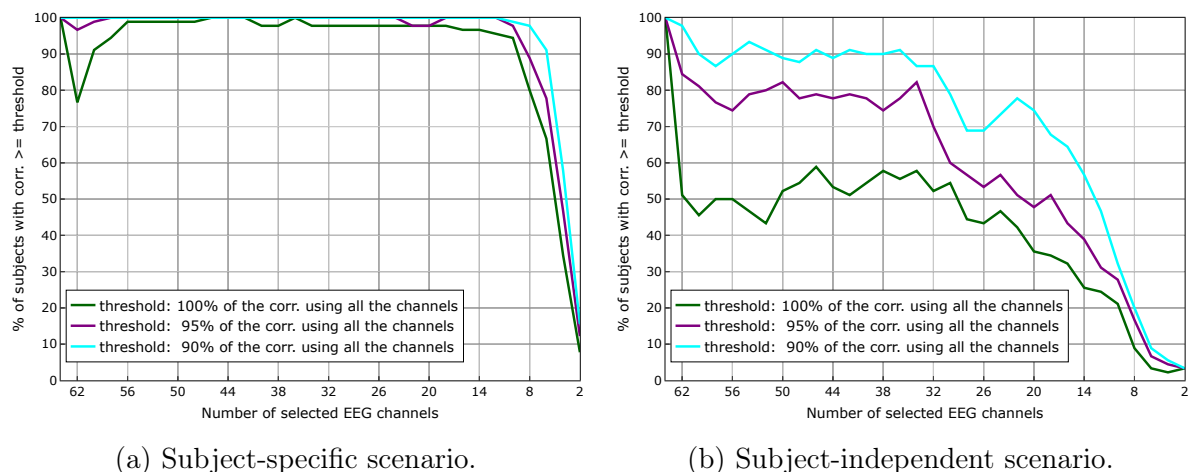 % of subjects with corr. >= threshold
100
90
80
70
60
50
40
30
20
10
0
threshold: 100% of the corr. using all the channels
threshold: 95% of the corr. using all the channels
threshold: 90% of the corr. using all the channels
62 56 50 44 38 32 26 20 14 8 2
Number of selected EEG channels
(a) Subject-specific scenario.
% of subjects with corr. >= threshold
100
90
80
70
60
50
40
30
20
10
0
threshold: 100% of the corr. using all the channels
threshold: 95% of the corr. using all the channels
threshold: 90% of the corr. using all the channels
62 56 50 44 38 32 26 20 14 8 2
Number of selected EEG channels
(b) Subject-independent scenario.